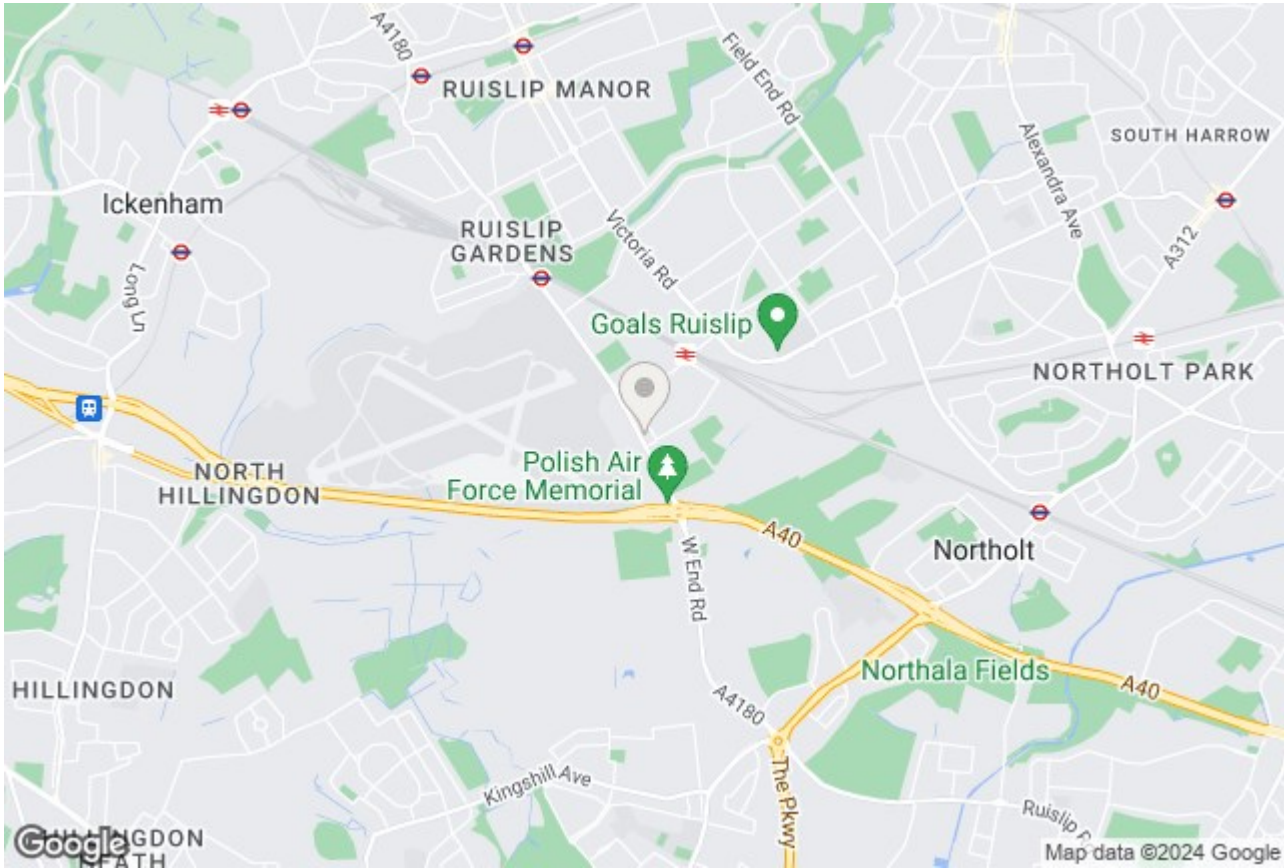 A4180
Field End Rd
RUISLIP MANOR
Alexandra Ave
SOUTH HARROW
Ickenham
RUISLIP
GARDENS
Victoria Rd
A312
Long Ln
Goals Ruislip
NORTHOLT PARK
NORTH
HILLINGDON
Polish Air
Force Memorial
A40
Northolt
W End Rd
Northala Fields
HILLINGDON
A4180
A40
Kingshill Ave
The Pkwy
Ruislip
Google
Map data ©2024 Google